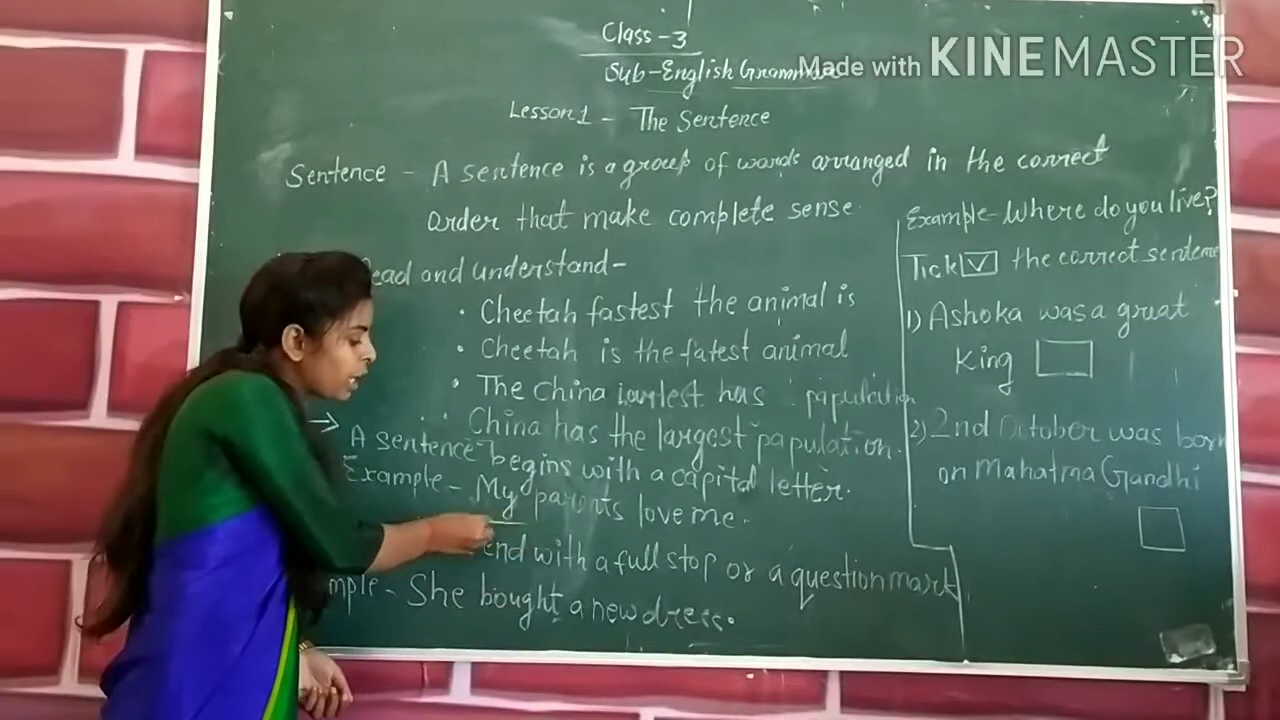 Class-3
Sub-English Grammar
Made with KINEMASTER
Lesson 1 - The Sentence
Sentence - A sentence is a group of words arranged in the correct
order that make complete sense.
Read and understand-
• Cheetah fastest the animal is
• Cheetah is the fatest animal
• The China largest has papulation
• China has the largest papulation.
→ A sentence begins with a capital letter.
Example - My parents love me.
end with a full stop or a question mark
mple - She bought a new dress.
Example - Where do you live?
Tick ✓ the correct sentence
1) Ashoka was a great
King
2) 2nd October was born
on Mahatma Gandhi